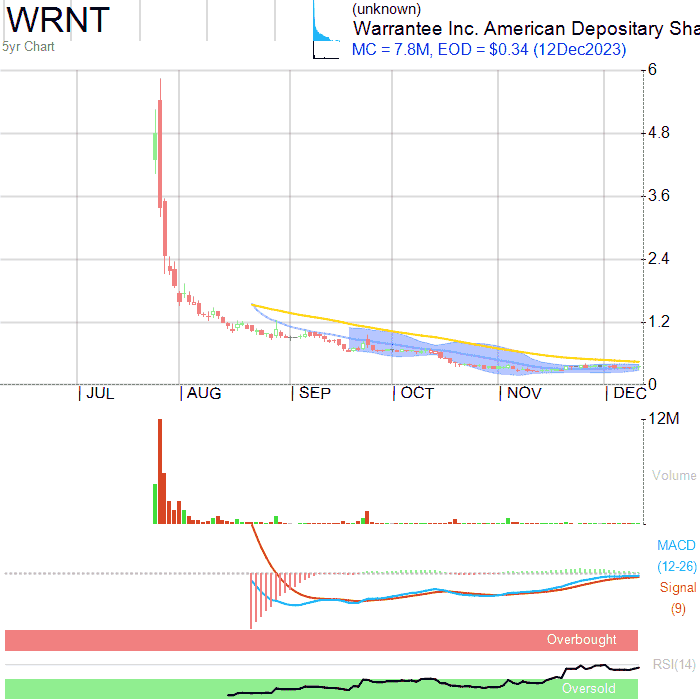 WRNT
5yr Chart
(unknown)
Warrantee Inc. American Depositary Sha
MC = 7.8M, EOD = $0.34 (12Dec2023)
6
4.8
3.6
2.4
1.2
0
JUL
AUG
SEP
OCT
NOV
DEC
12M
Volume
MACD
(12-26)
Signal
(9)
Overbought
RSI(14)
Oversold